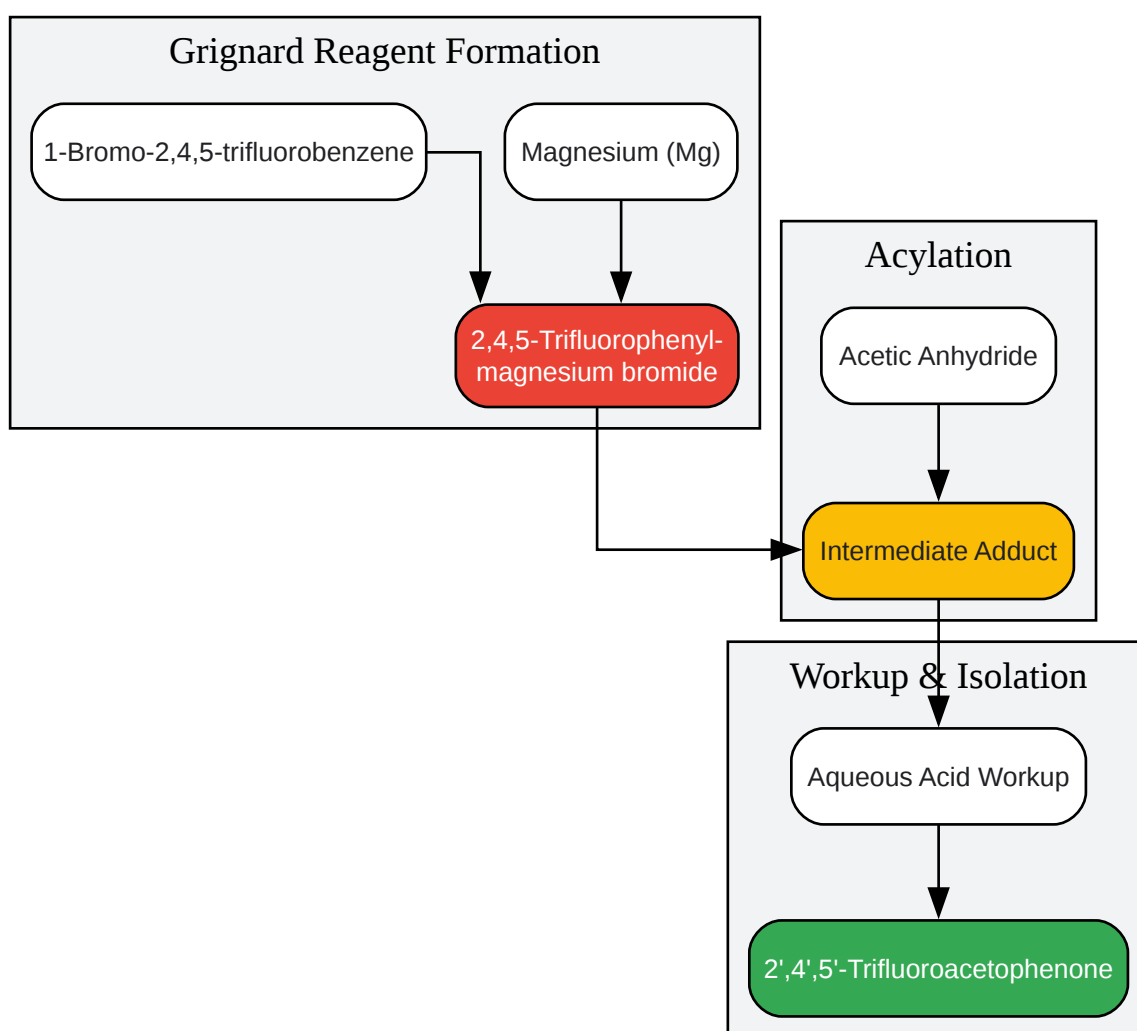 Grignard Reagent Formation
1-Bromo-2,4,5-trifluorobenzene
Magnesium (Mg)
2,4,5-Trifluorophenyl-
magnesium bromide
Acylation
Acetic Anhydride
Intermediate Adduct
Workup & Isolation
Aqueous Acid Workup
2',4',5'-Trifluoroacetophenone